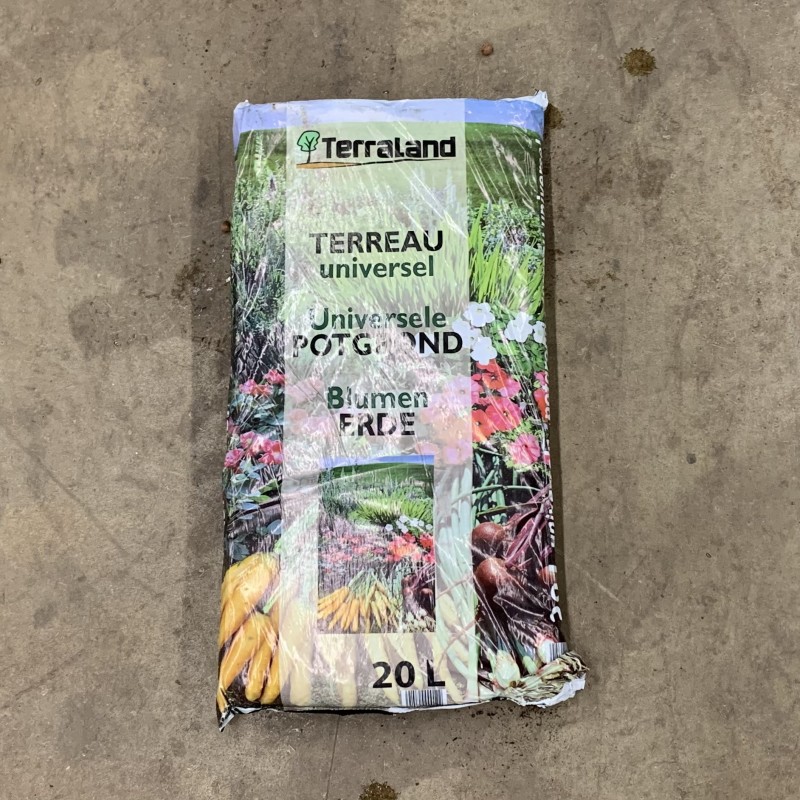 Terraland
TERREAU
universel
Universele
POTGROND
Blumen
ERDE
20 L